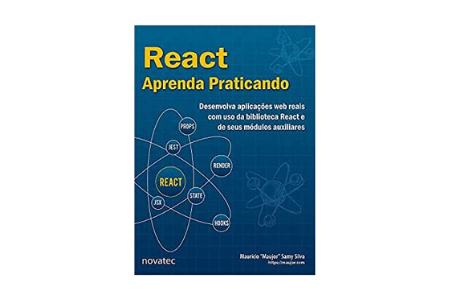 React
Aprenda Praticando
Desenvolva aplicações web reais
com uso da biblioteca React e
de seus módulos auxiliares
PROPS
JEST
RENDER
REACT
STATE
JSX
HOOKS
Maurício "Maujor" Samy Silva
https://maujor.com
novatec